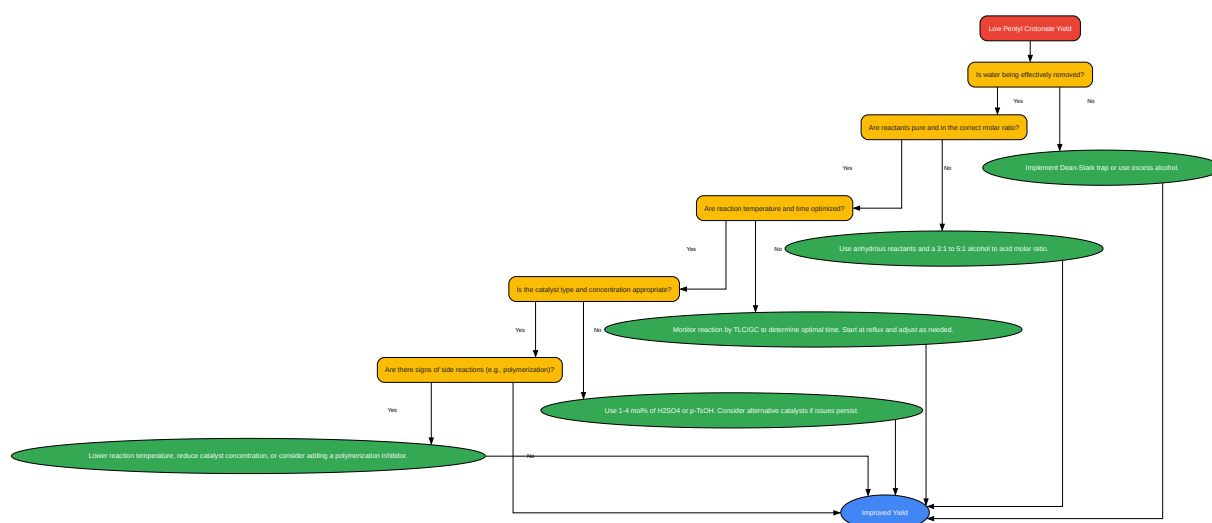 Low Pentyl Crotonate Yield
Is water being effectively removed?
Yes
No
Are reactants pure and in the correct molar ratio?
Implement Dean-Stark trap or use excess alcohol.
Yes
No
Are reaction temperature and time optimized?
Use anhydrous reactants and a 3:1 to 5:1 alcohol to acid molar ratio.
Yes
No
Is the catalyst type and concentration appropriate?
Monitor reaction by TLC/GC to determine optimal time. Start at reflux and adjust as needed.
Yes
No
Are there signs of side reactions (e.g., polymerization)?
Use 1-4 mol% of H2SO4 or p-TsOH. Consider alternative catalysts if issues persist.
Yes
No
Lower reaction temperature, reduce catalyst concentration, or consider adding a polymerization inhibitor.
Improved Yield